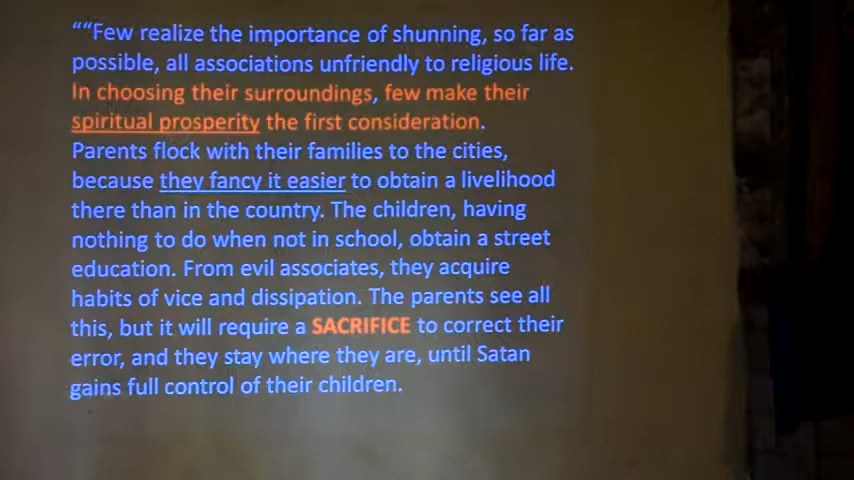 ““Few realize the importance of shunning, so far as
possible, all associations unfriendly to religious life.
In choosing their surroundings, few make their
spiritual prosperity the first consideration.
Parents flock with their families to the cities,
because they fancy it easier to obtain a livelihood
there than in the country. The children, having
nothing to do when not in school, obtain a street
education. From evil associates, they acquire
habits of vice and dissipation. The parents see all
this, but it will require a SACRIFICE to correct their
error, and they stay where they are, until Satan
gains full control of their children.